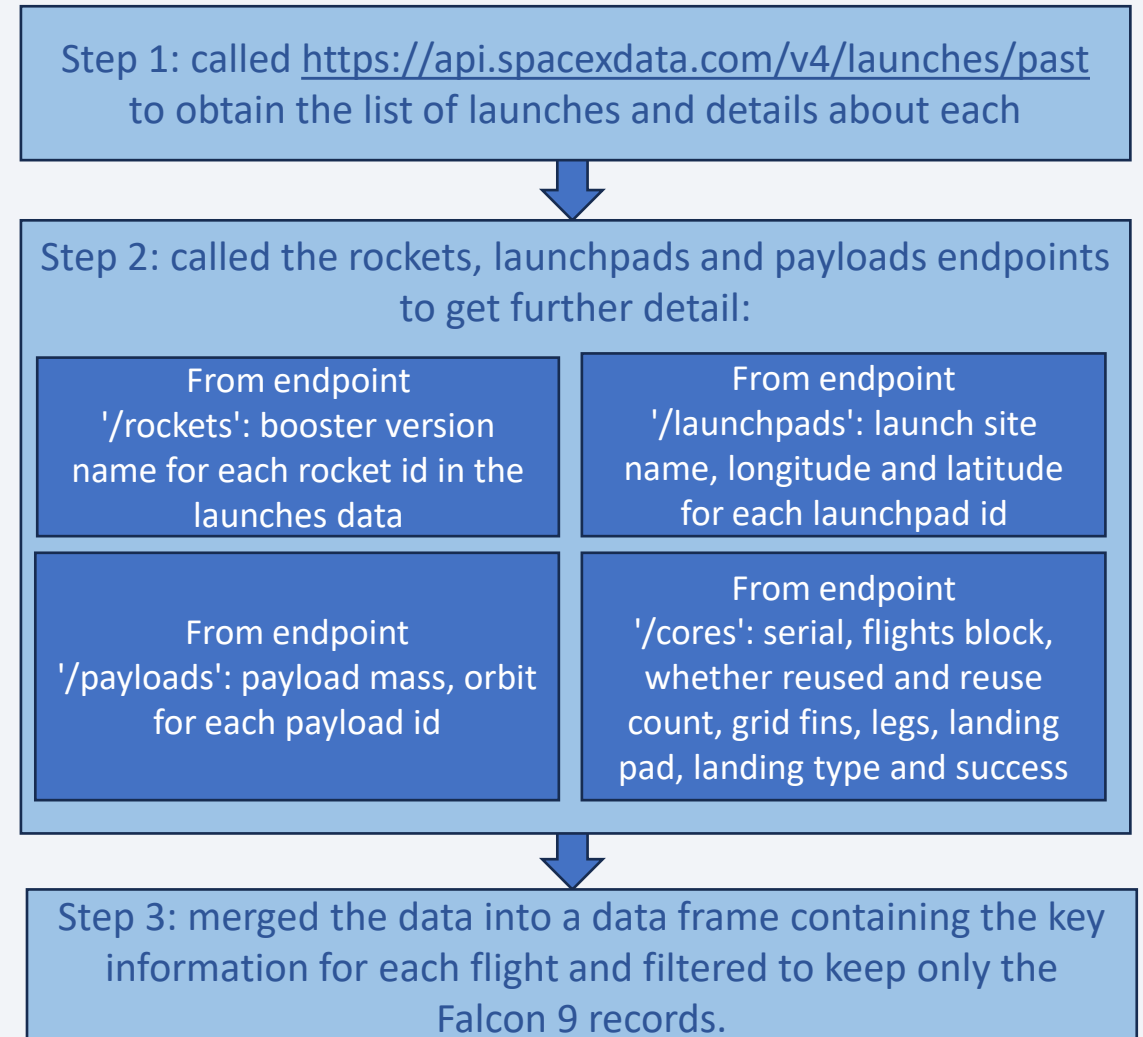 Step 1: called https://api.spacexdata.com/v4/launches/past
to obtain the list of launches and details about each
Step 2: called the rockets, launchpads and payloads endpoints
to get further detail:
From endpoint
'/rockets': booster version
name for each rocket id in the
launches data
From endpoint
'/launchpads': launch site
name, longitude and latitude
for each launchpad id
From endpoint
'/payloads': payload mass, orbit
for each payload id
From endpoint
'/cores': serial, flights block,
whether reused and reuse
count, grid fins, legs, landing
pad, landing type and success
Step 3: merged the data into a data frame containing the key
information for each flight and filtered to keep only the
Falcon 9 records.